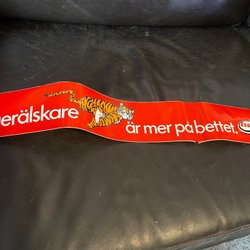 erälskare är mer på bettet.